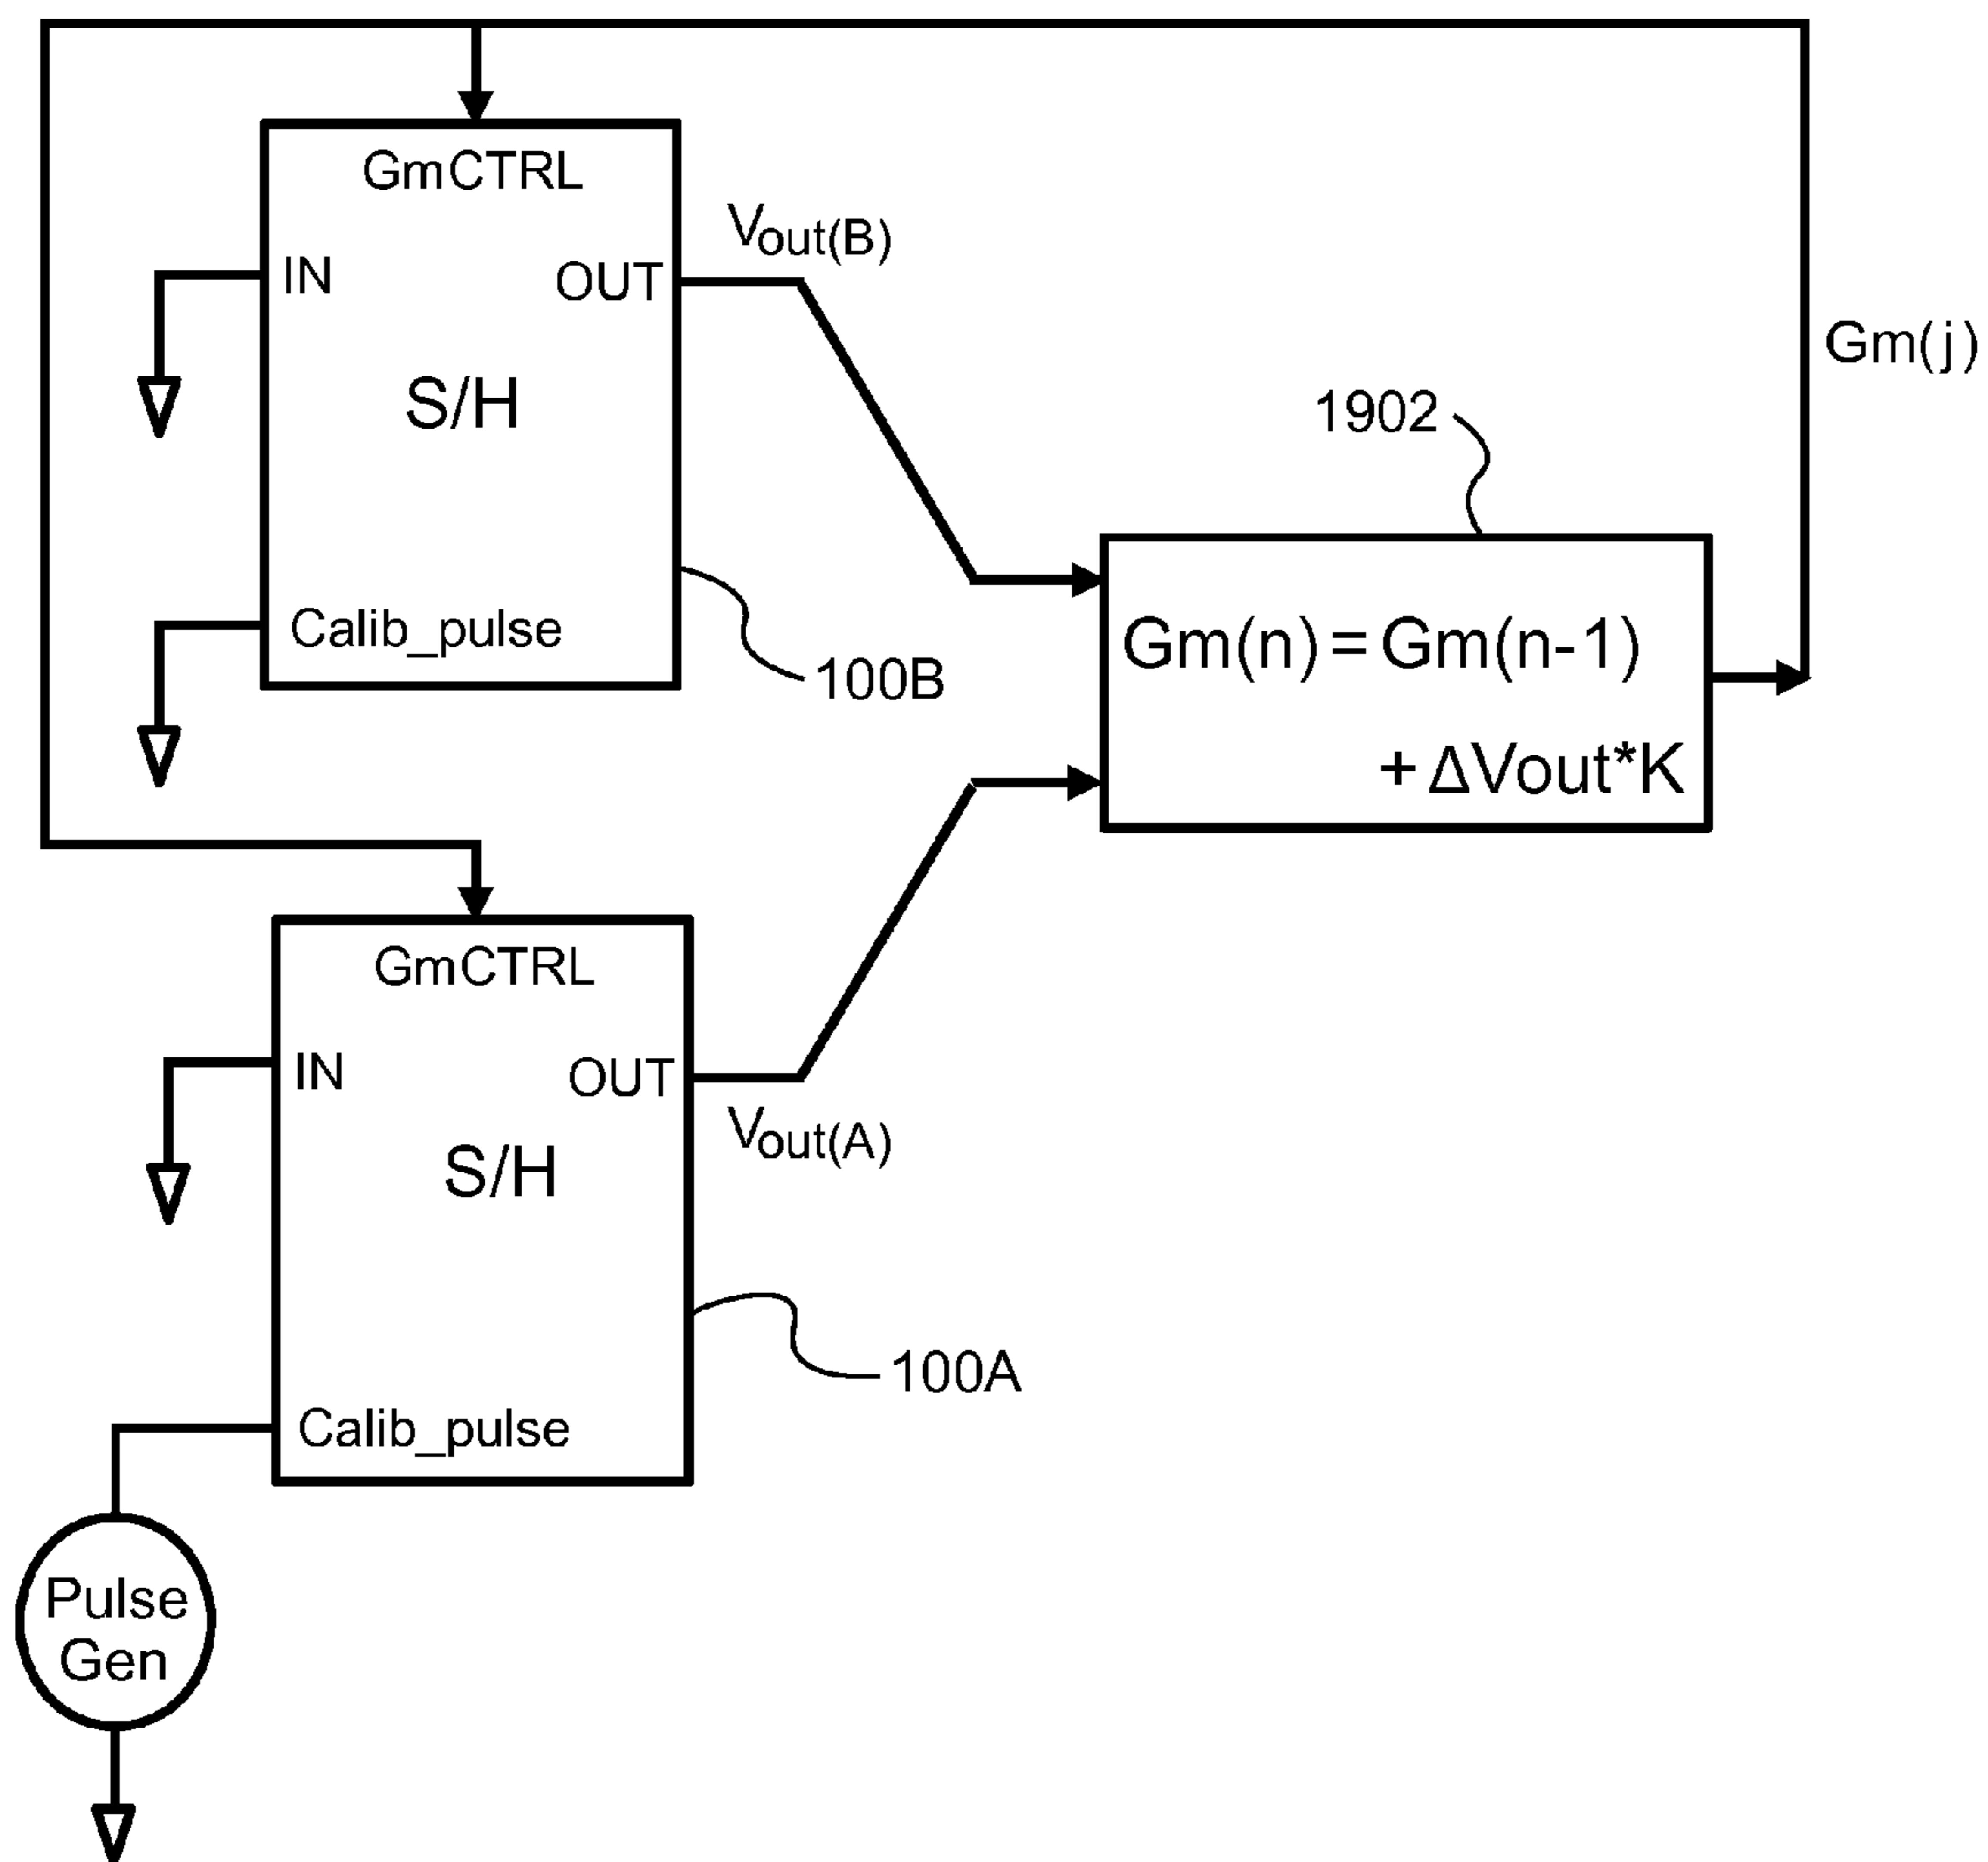 GmCTRL
IN
OUT
Vout(B)
S/H
Calib_pulse
100B
Gm(j)
1902
Gm(n) = Gm(n-1)
+ ΔVout*K
GmCTRL
IN
OUT
Vout(A)
S/H
100A
Calib_pulse
Pulse
Gen